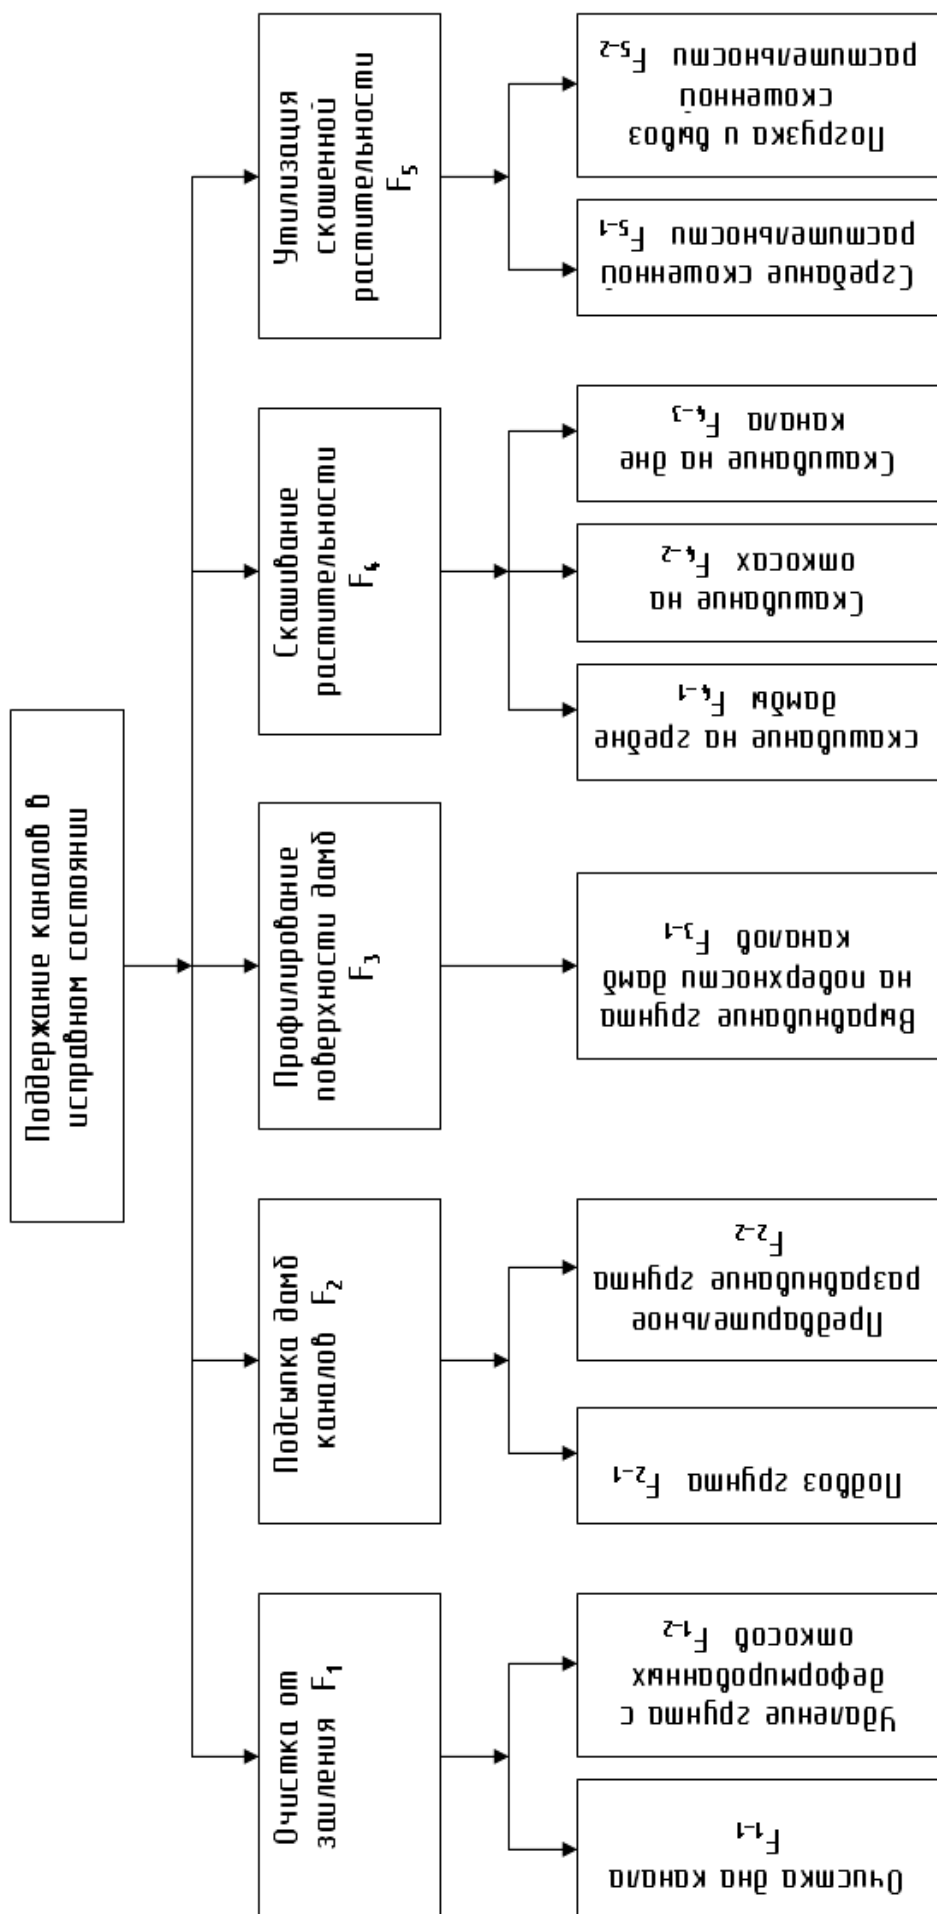 Поддержание каналов в
исправном состоянии
Очистка от
заиления F₁
Подсыпка дамб
каналов F₂
Профилирование
поверхности дамб
F₃
Скашивание
растительности
F₄
Утилизация
скошенной
растительности
F₅
Очистка дна канала
F₁₋₁
Удаление грунта с
деформированных
откосов F₁₋₂
Подвоз грунта F₂₋₁
Предварительное
разравнивание грунта
F₂₋₂
Выравнивание грунта
на поверхности дамб
каналов F₃₋₁
скашивание на гребне
дамбы F₄₋₁
Скашивание на
откосах F₄₋₂
Скашивание на дне
канала F₄₋₃
Сгребание скошенной
растительности F₅₋₁
Погрузка и вывоз
скошенной
растительности F₅₋₂